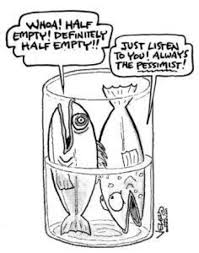 WHOA! HALF
EMPTY! DEFINITELY
HALF EMPTY!!
JUST LISTEN
TO YOU! ALWAYS
THE PESSIMIST!